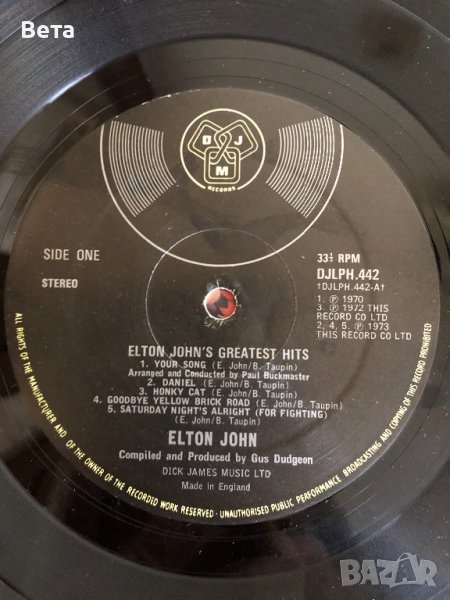 Beta
D J M
RECORDS
SIDE ONE
STEREO
33⅓ RPM
DJLPH.442
†DJLPH.442-A†
1. ℗ 1970
3. ℗ 1972 THIS
RECORD CO LTD
2, 4, 5. ℗ 1973
THIS RECORD CO LTD
ELTON JOHN'S GREATEST HITS
1. YOUR SONG (E. John/B. Taupin)
Arranged and Conducted by Paul Buckmaster
2. DANIEL (E. John/B. Taupin)
3. HONKY CAT (E. John/B. Taupin)
4. GOODBYE YELLOW BRICK ROAD (E. John/B. Taupin)
5. SATURDAY NIGHT'S ALRIGHT (FOR FIGHTING)
(E. John/B. Taupin)
ELTON JOHN
Compiled and Produced by Gus Dudgeon
DICK JAMES MUSIC LTD
Made in England
ALL RIGHTS OF THE MANUFACTURER AND OF THE OWNER OF THE RECORDED WORK RESERVED · UNAUTHORISED PUBLIC PERFORMANCE BROADCASTING AND COPYING OF THIS RECORD PROHIBITED
BAZAR